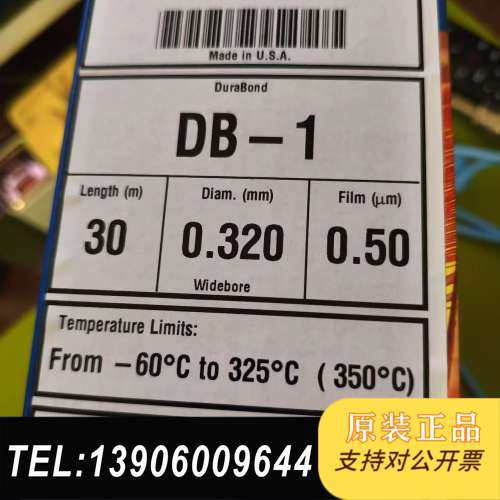 Made in U.S.A.
DuraBond
DB-1
Length (m)
30
Diam. (mm)
0.320
Widebore
Film (μm)
0.50
Temperature Limits:
From -60°C to 325°C (350°C)
TEL:13906009644
原装正品
支持对公开票